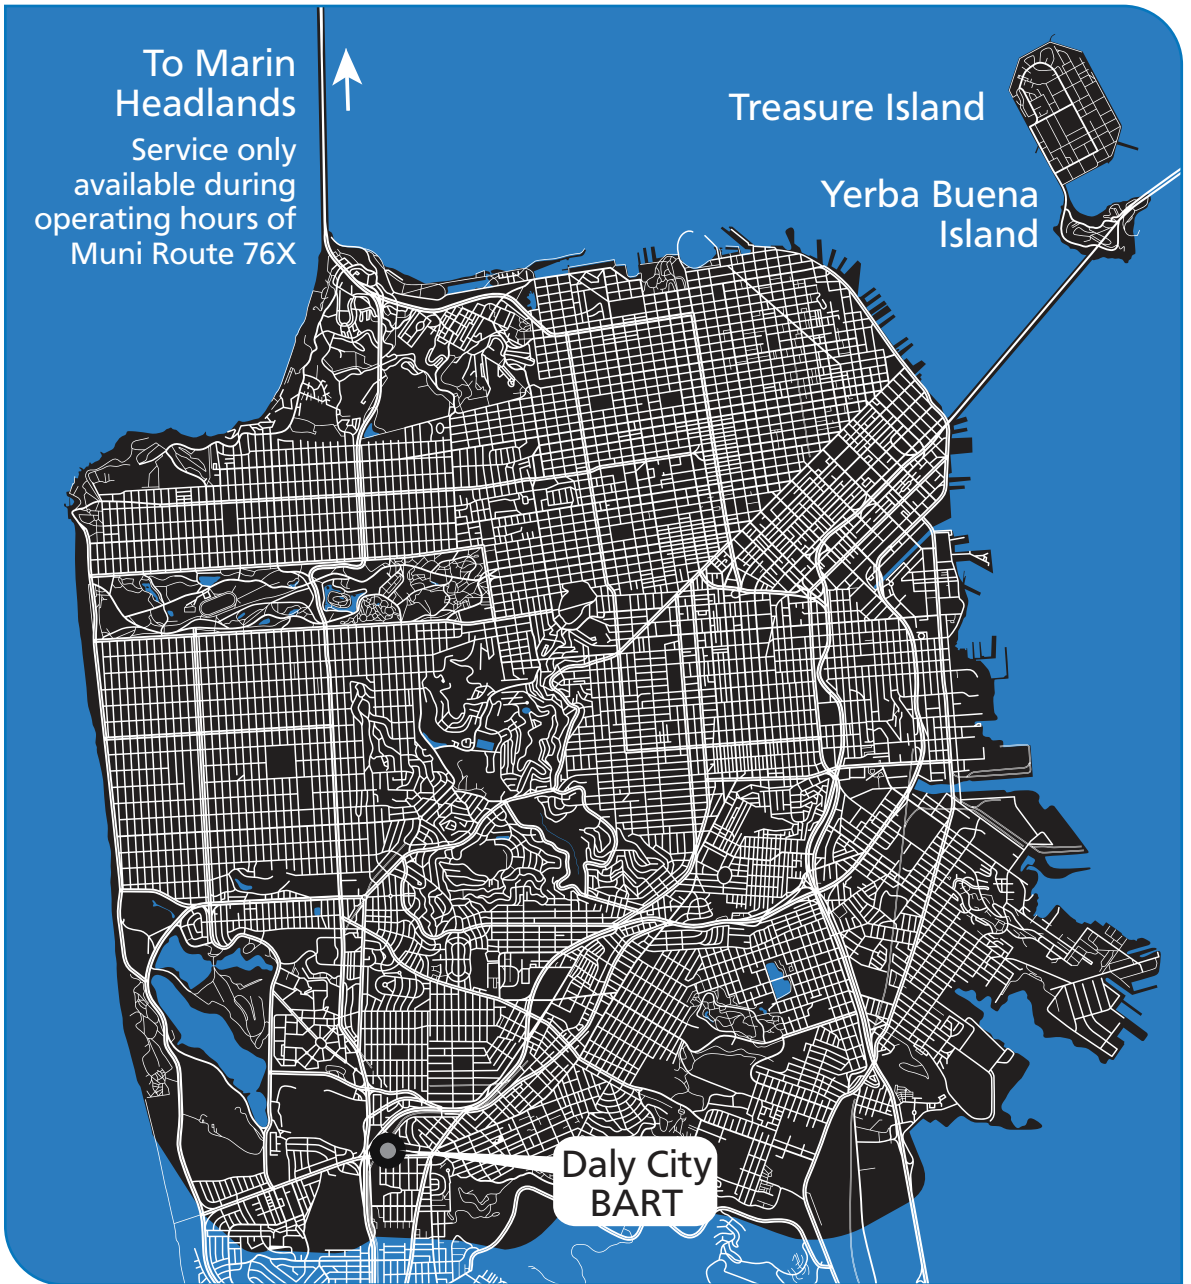 To Marin
Headlands
Service only
available during
operating hours of
Muni Route 76X
Treasure Island
Yerba Buena
Island
Daly City
BART